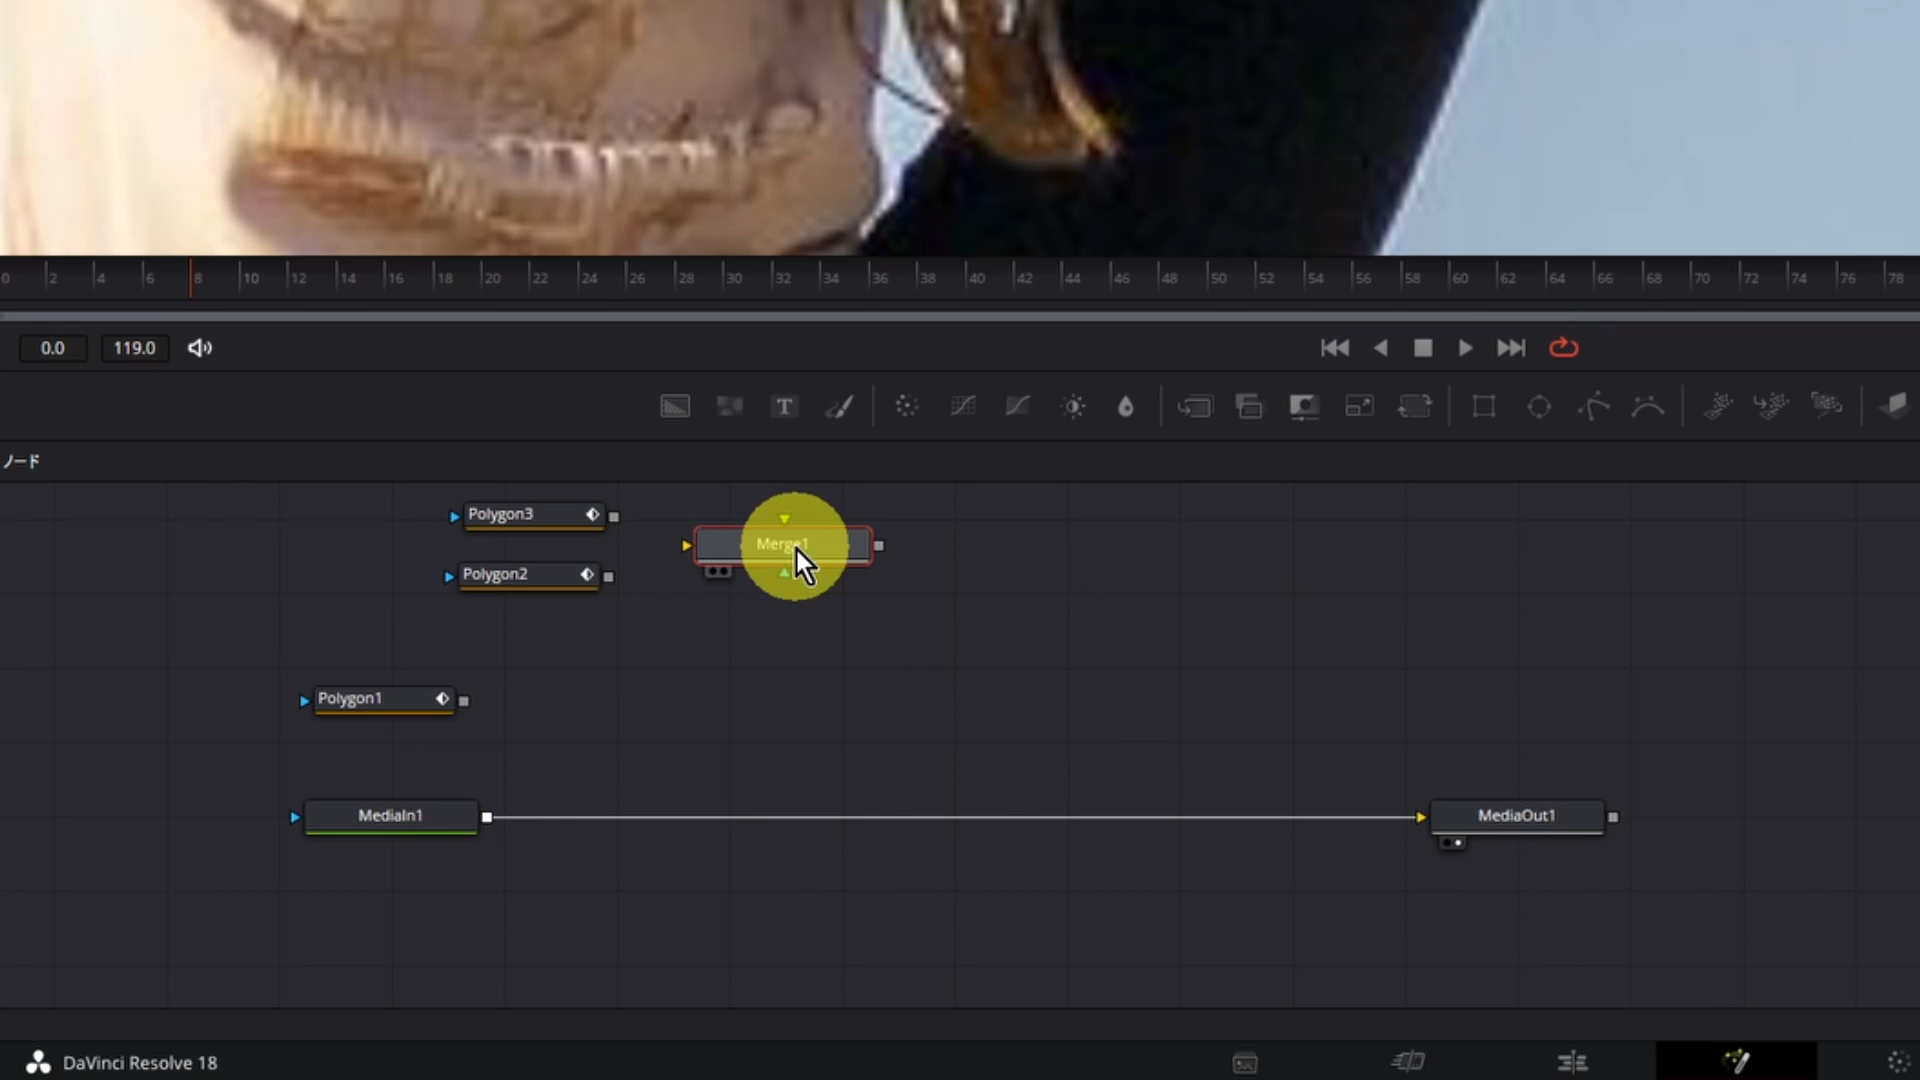 0 2 4 6 8 10 12 14 16 18 20 22 24 26 28 30 32 34 36 38 40 42 44 46 48 50 52 54 56 58 60 62 64 66 68 70 72 74 76 78
0.0 119.0
T
ノード
Polygon3
Merge1
Polygon2
Polygon1
MediaIn1
MediaOut1
DaVinci Resolve 18